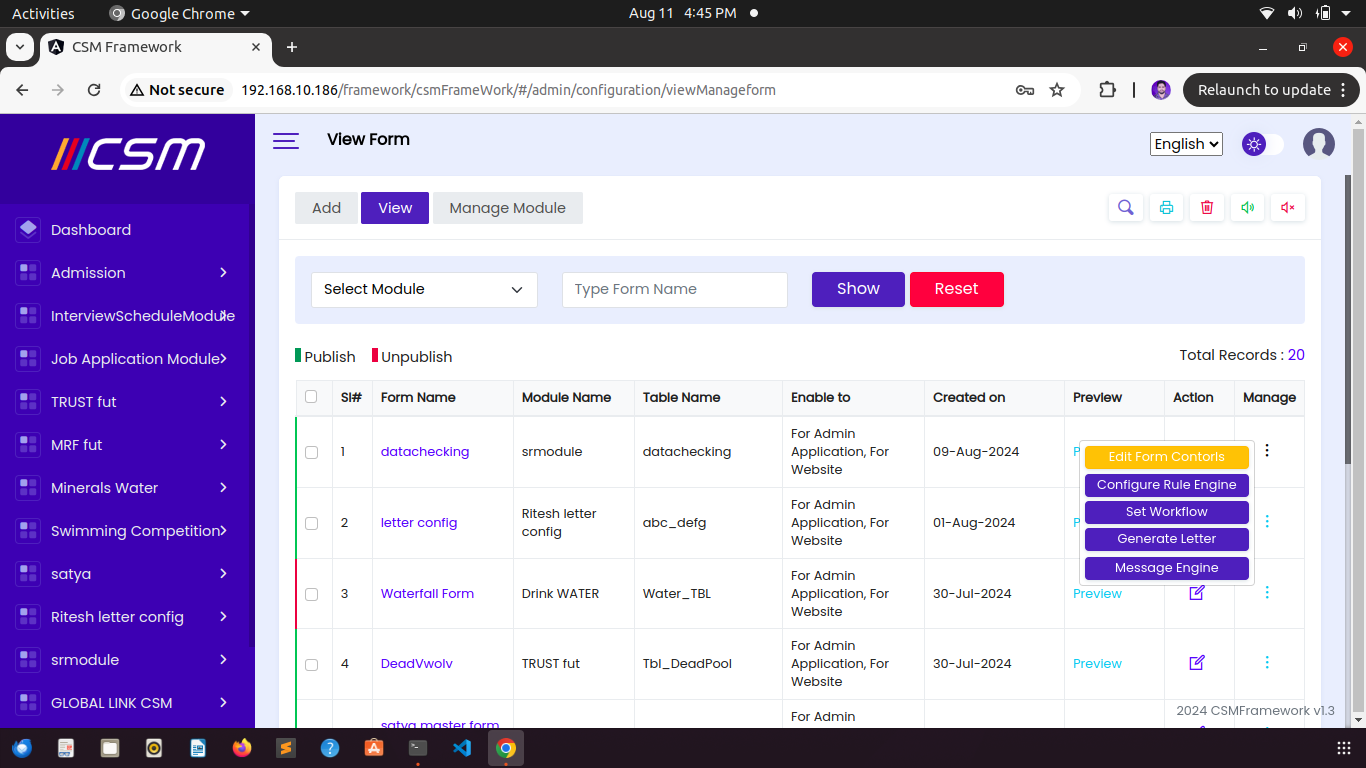 Activities
Google Chrome
Aug 11 4:45 PM
CSM Framework
Not secure
192.168.10.186/framework/csmFrameWork/#/admin/configuration/viewManageform
Relaunch to update
CSM
View Form
English
Dashboard
Admission
InterviewScheduleModule
Job Application Module
TRUST fut
MRF fut
Minerals Water
Swimming Competition
satya
Ritesh letter config
srmodule
GLOBAL LINK CSM
Add
View
Manage Module
Select Module
Type Form Name
Show
Reset
Publish
Unpublish
Total Records : 20
Sl# Form Name Module Name Table Name Enable to Created on Preview Action Manage
1 datachecking srmodule datachecking For Admin Application, For Website 09-Aug-2024 P
Edit Form Contorls
Configure Rule Engine
Set Workflow
Generate Letter
Message Engine
2 letter config Ritesh letter config abc_defg For Admin Application, For Website 01-Aug-2024 P
3 Waterfall Form Drink WATER Water_TBL For Admin Application, For Website 30-Jul-2024 Preview
4 DeadVwolv TRUST fut Tbl_DeadPool For Admin Application, For Website 30-Jul-2024 Preview
satya master form For Admin
2024 CSMFramework v1.3